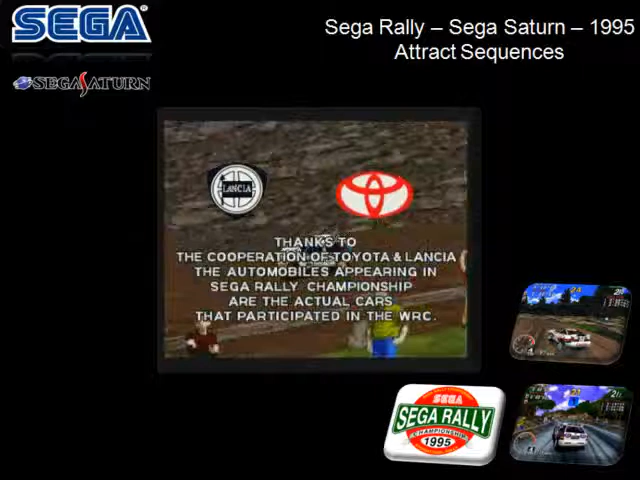 SEGA
SEGA SATURN
Sega Rally – Sega Saturn – 1995
Attract Sequences
LANCIA
THANKS TO
THE COOPERATION OF TOYOTA & LANCIA
THE AUTOMOBILES APPEARING IN
SEGA RALLY CHAMPIONSHIP
ARE THE ACTUAL CARS
THAT PARTICIPATED IN THE WRC.
SEGA
SEGA RALLY
CHAMPIONSHIP
1995